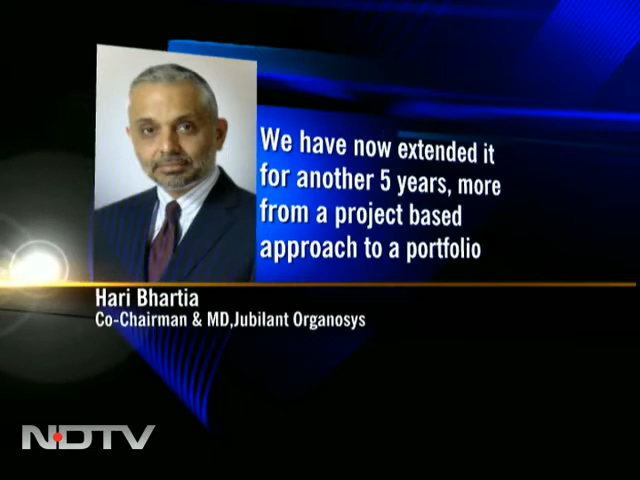 We have now extended it
for another 5 years, more
from a project based
approach to a portfolio
Hari Bhartia
Co-Chairman & MD,Jubilant Organosys
NDTV